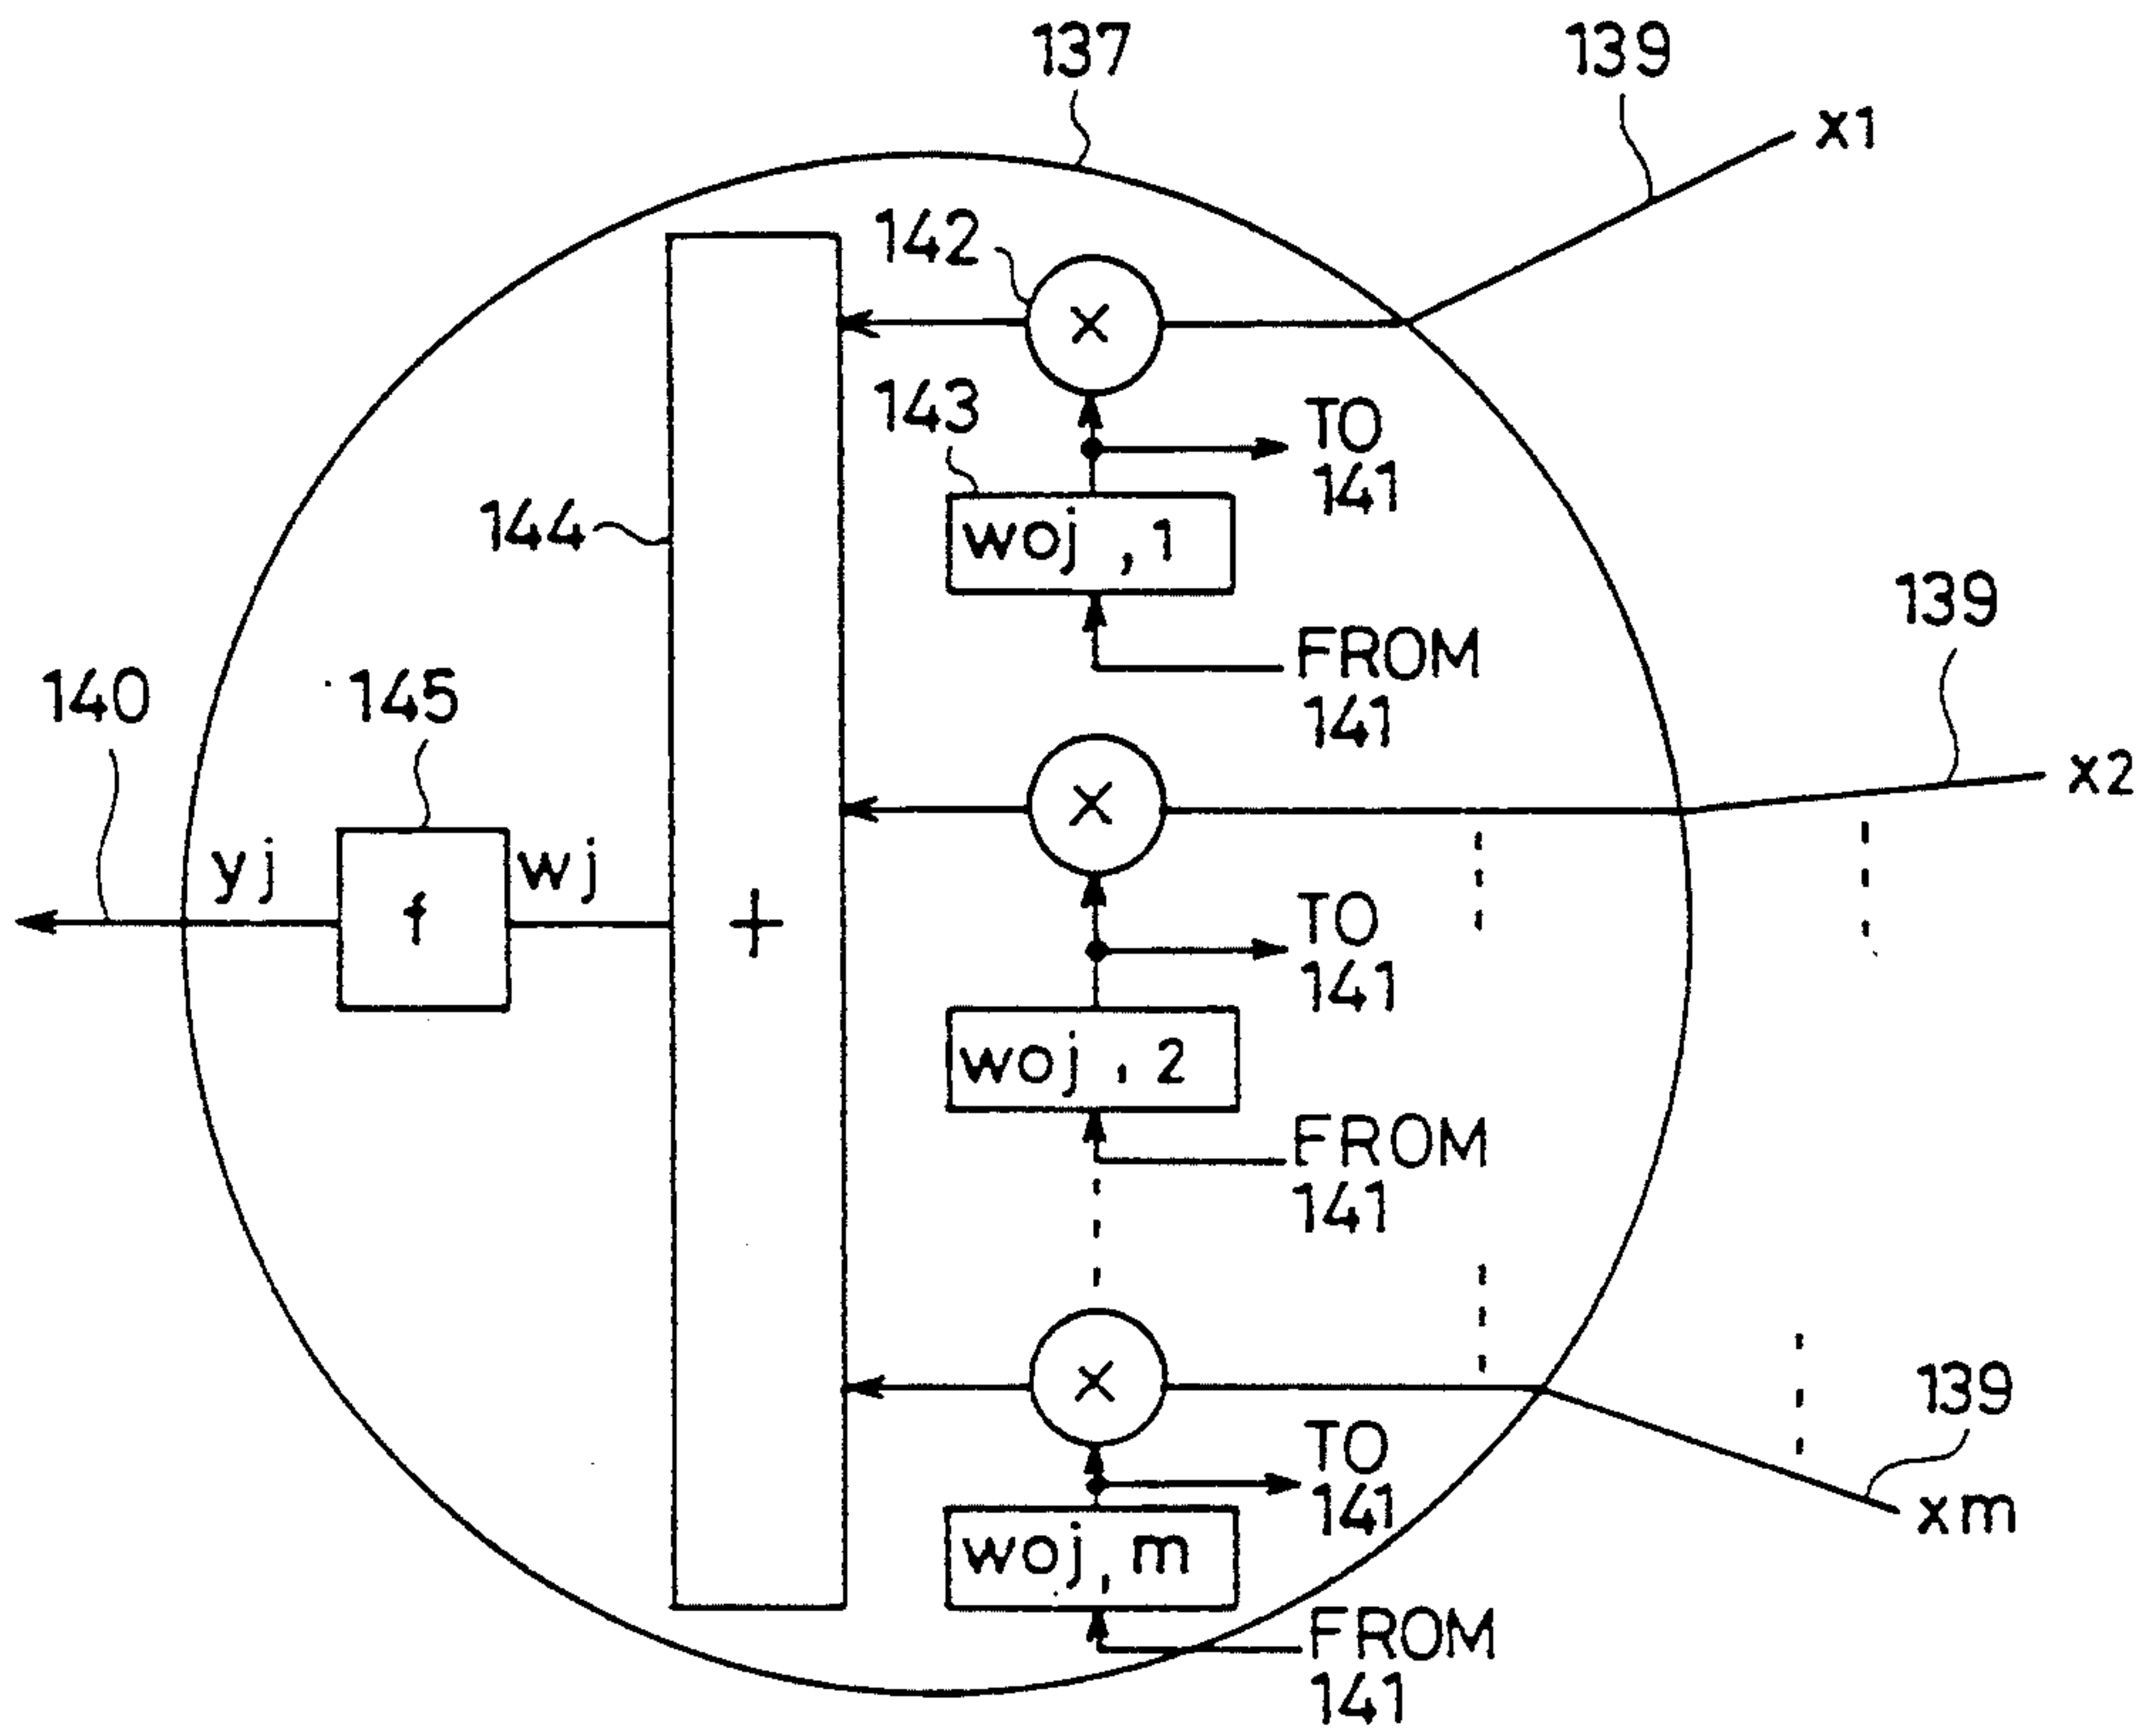 137
139
x1
142
×
143
TO
141
144
woj ,1
139
FROM
141
140
145
x2
×
yj
wj
f
+
TO
141
woj ,2
FROM
141
×
139
TO
141
xm
woj,m
FROM
141